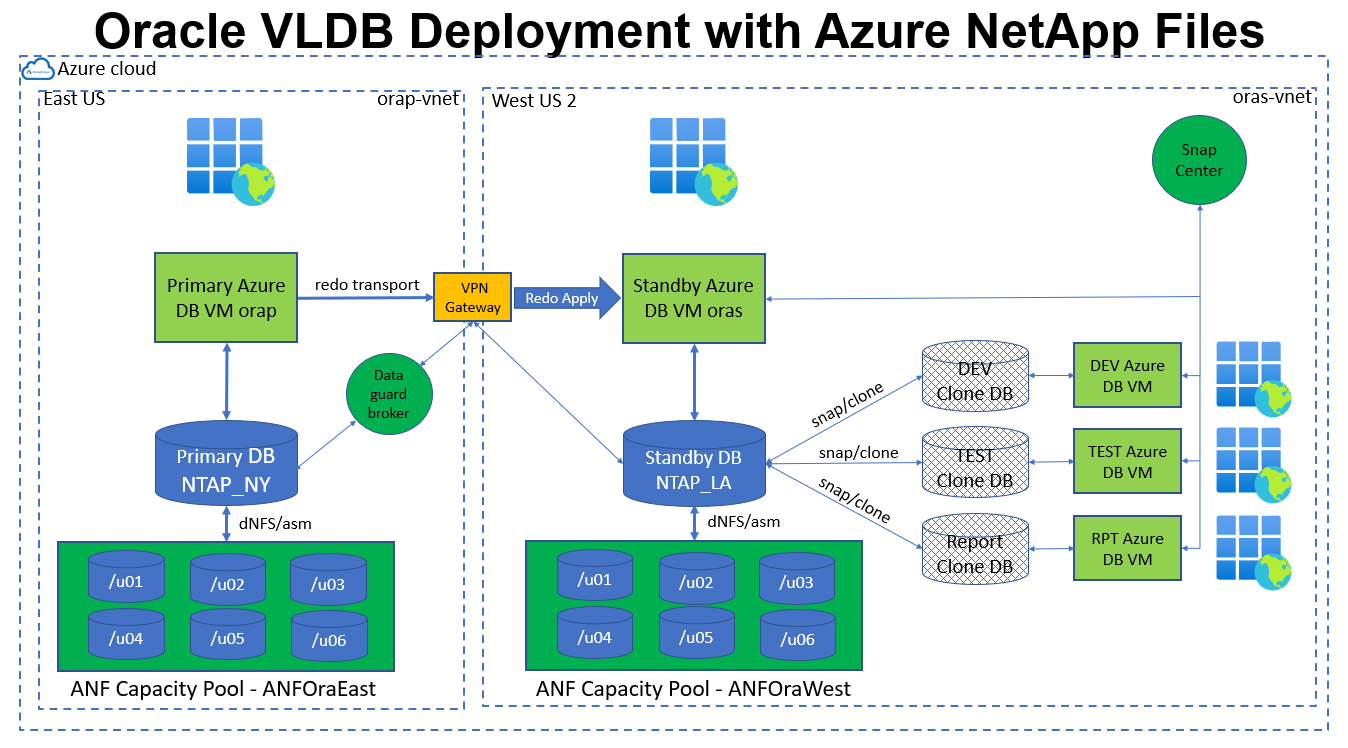 Oracle VLDB Deployment with Azure NetApp Files
Azure cloud
East US
orap-vnet
West US 2
oras-vnet
Snap
Center
Primary Azure
DB VM orap
redo transport
VPN
Gateway
Redo Apply
Standby Azure
DB VM oras
Data
guard
broker
Primary DB
NTAP_NY
Standby DB
NTAP_LA
snap/clone
snap/clone
snap/clone
DEV
Clone DB
DEV Azure
DB VM
TEST
Clone DB
TEST Azure
DB VM
Report
Clone DB
RPT Azure
DB VM
dNFS/asm
dNFS/asm
/u01
/u02
/u03
/u04
/u05
/u06
ANF Capacity Pool - ANFOraEast
/u01
/u02
/u03
/u04
/u05
/u06
ANF Capacity Pool - ANFOraWest